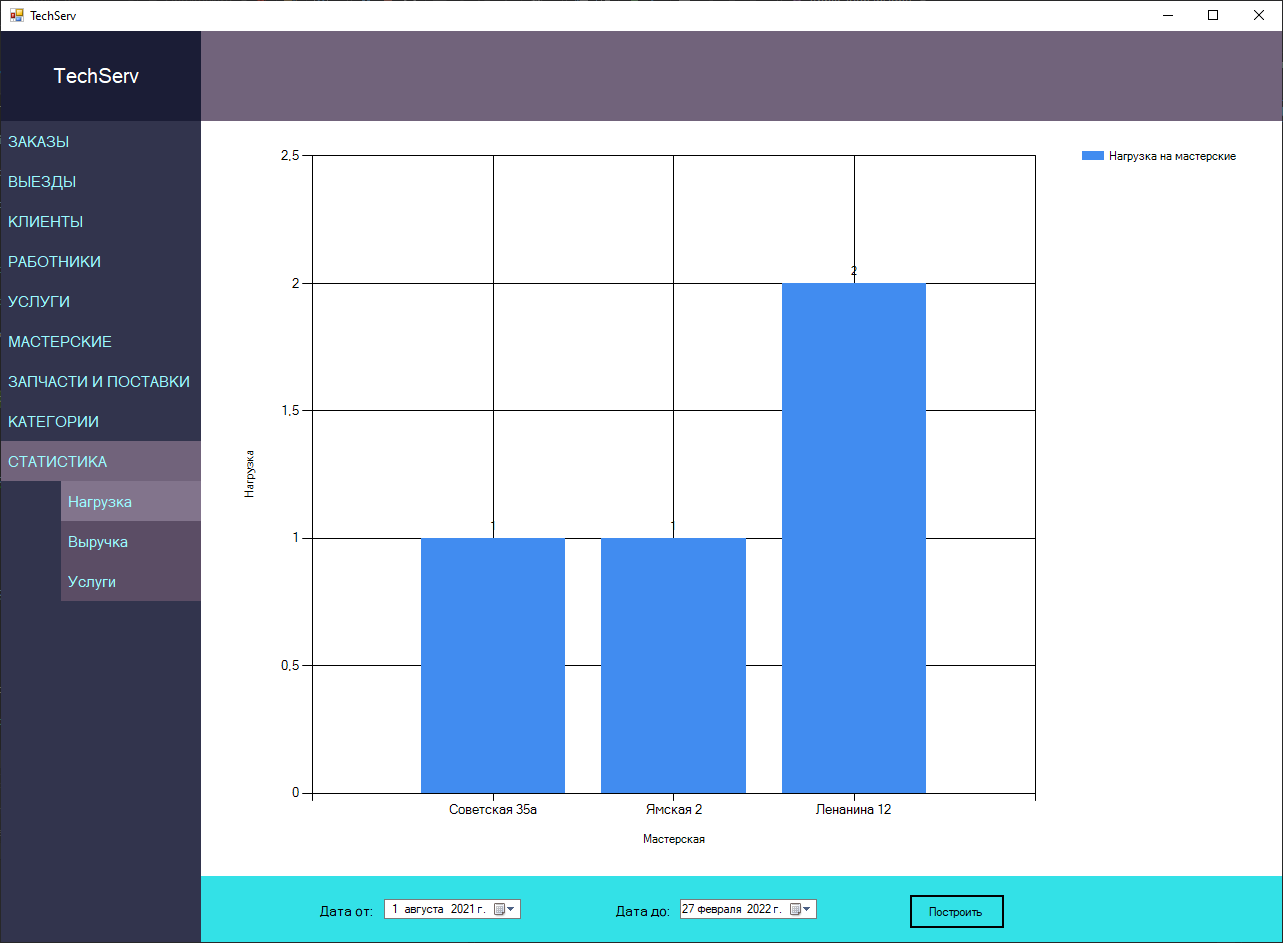 TechServ
TechServ
ЗАКАЗЫ
ВЫЕЗДЫ
КЛИЕНТЫ
РАБОТНИКИ
УСЛУГИ
МАСТЕРСКИЕ
ЗАПЧАСТИ И ПОСТАВКИ
КАТЕГОРИИ
СТАТИСТИКА
Нагрузка
Выручка
Услуги
Нагрузка на мастерские
2,5
2
1,5
1
0,5
0
Нагрузка
1
1
2
Советская 35а
Ямская 2
Ленанина 12
Мастерская
Дата от: 1 августа 2021 г.
Дата до: 27 февраля 2022 г.
Построить